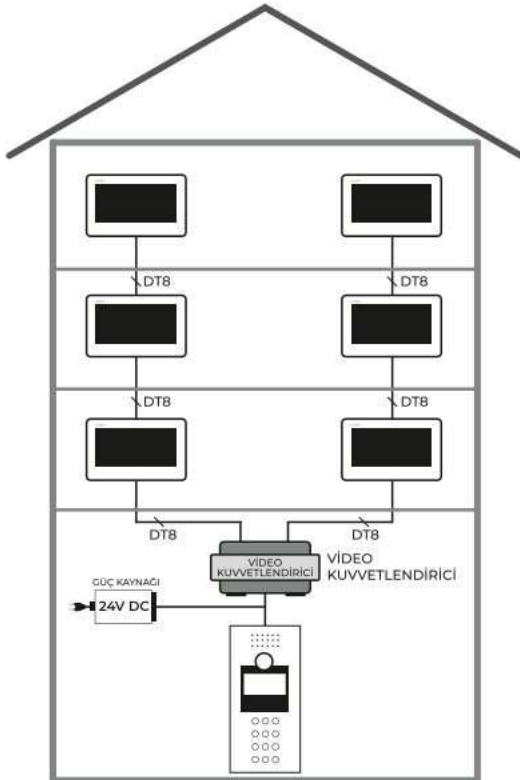 DT8
DT8
DT8
DT8
DT8
DT8
VİDEO
KUVVETLENDİRİCİ
VİDEO
KUVVETLENDİRİCİ
GÜÇ KAYNAĞI
24V DC